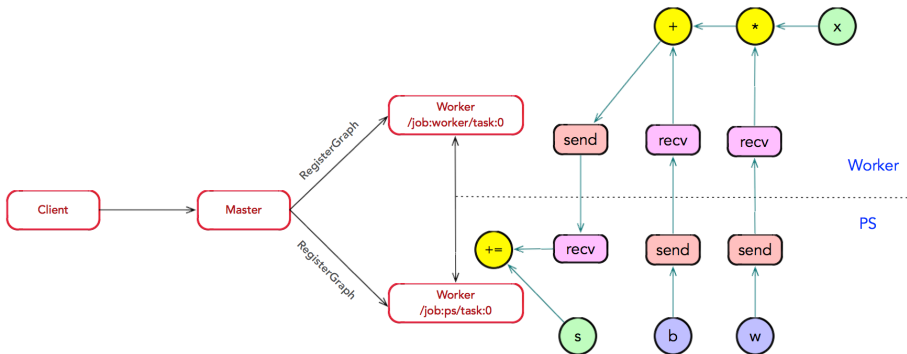 Client
Master
RegisterGraph
RegisterGraph
Worker
/job:worker/task:0
Worker
/job:ps/task:0
+
*
x
send
recv
recv
Worker
PS
+=
recv
send
send
s
b
w